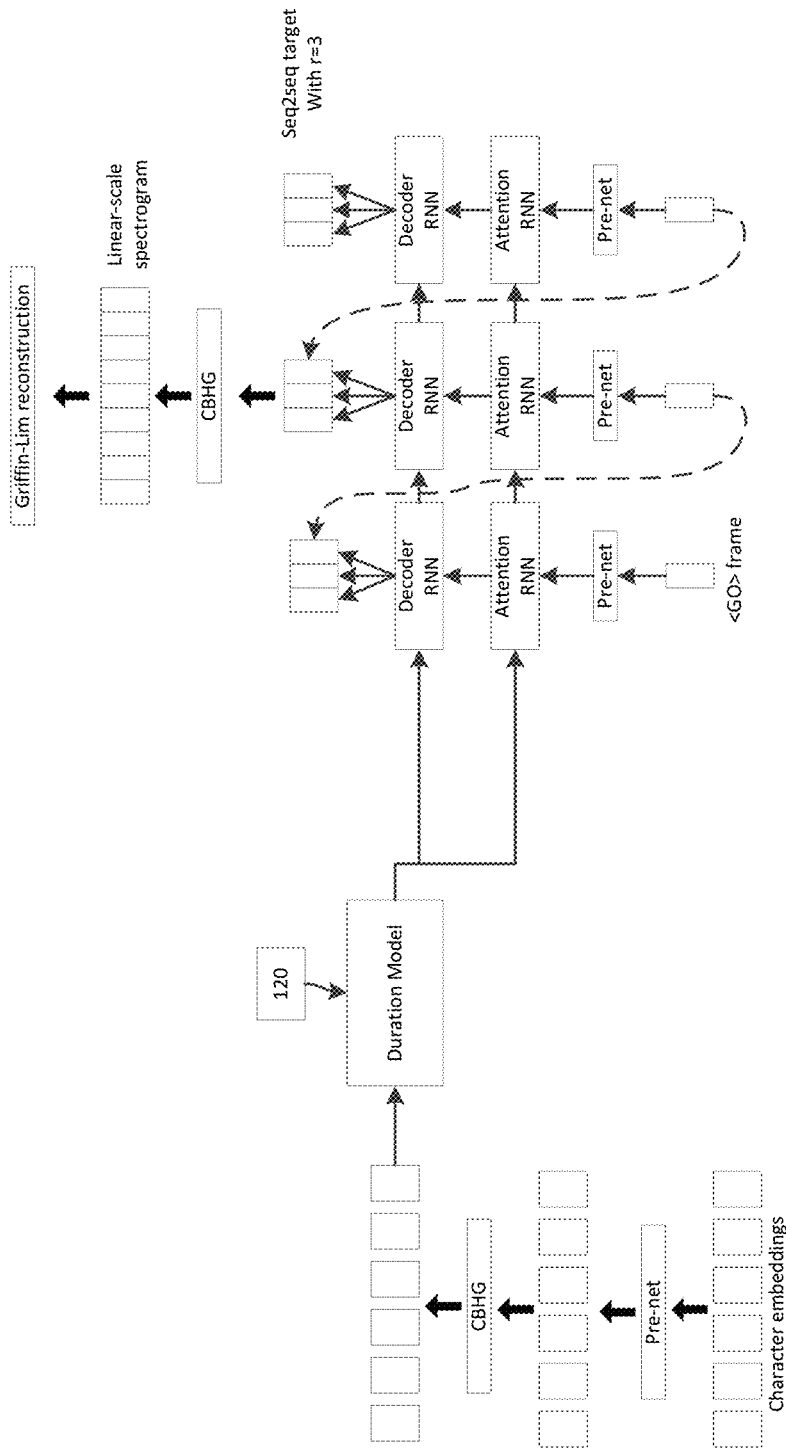 Griffin-Lim reconstruction
Linear-scale
spectrogram
CBHG
Seq2seq target
With r=3
Decoder
RNN
Decoder
RNN
Decoder
RNN
Attention
RNN
Attention
RNN
Attention
RNN
Pre-net
Pre-net
Pre-net
<GO> frame
120
Duration Model
CBHG
Pre-net
Character embeddings